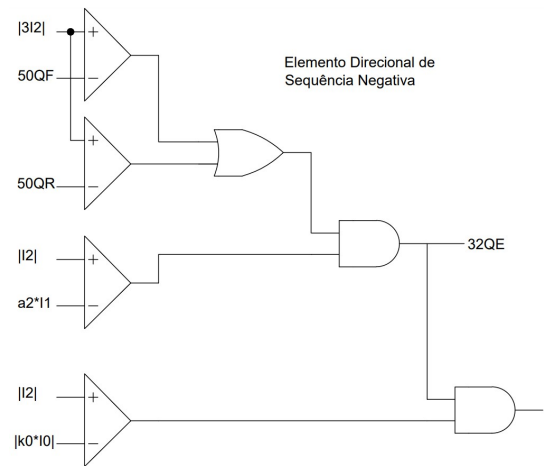 |3I2|
+
50QF
−
Elemento Direcional de
Sequência Negativa
+
50QR
−
|I2|
+
a2*I1
−
32QE
|I2|
+
|k0*I0|
−